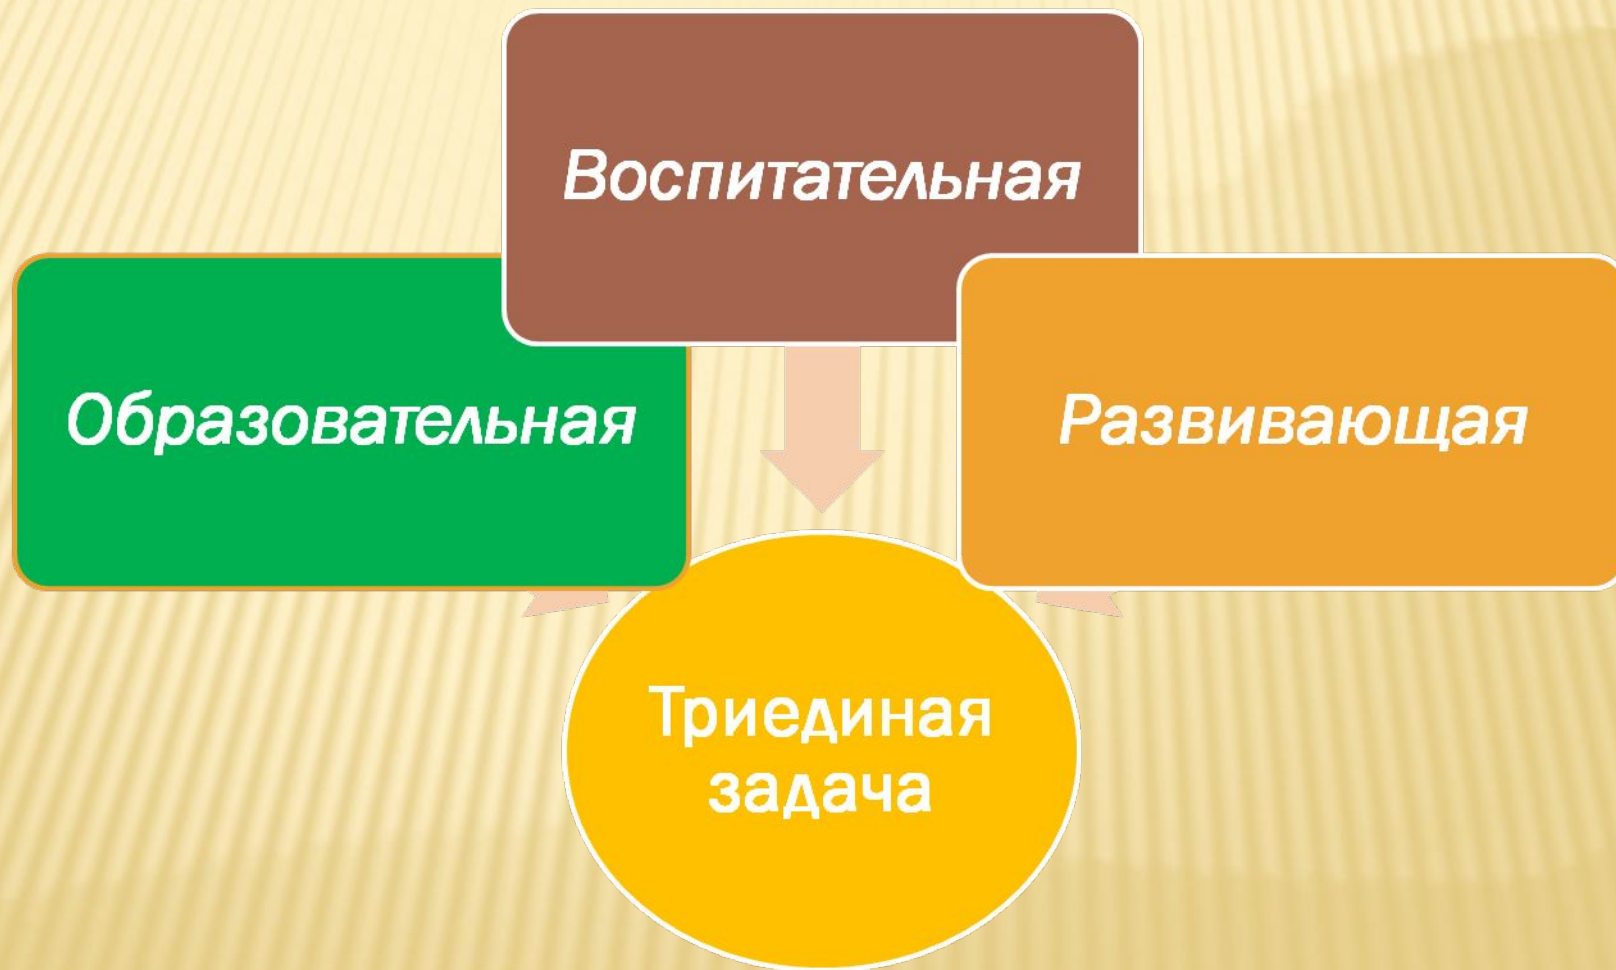 Воспитательная
Образовательная
Развивающая
Триединая
задача